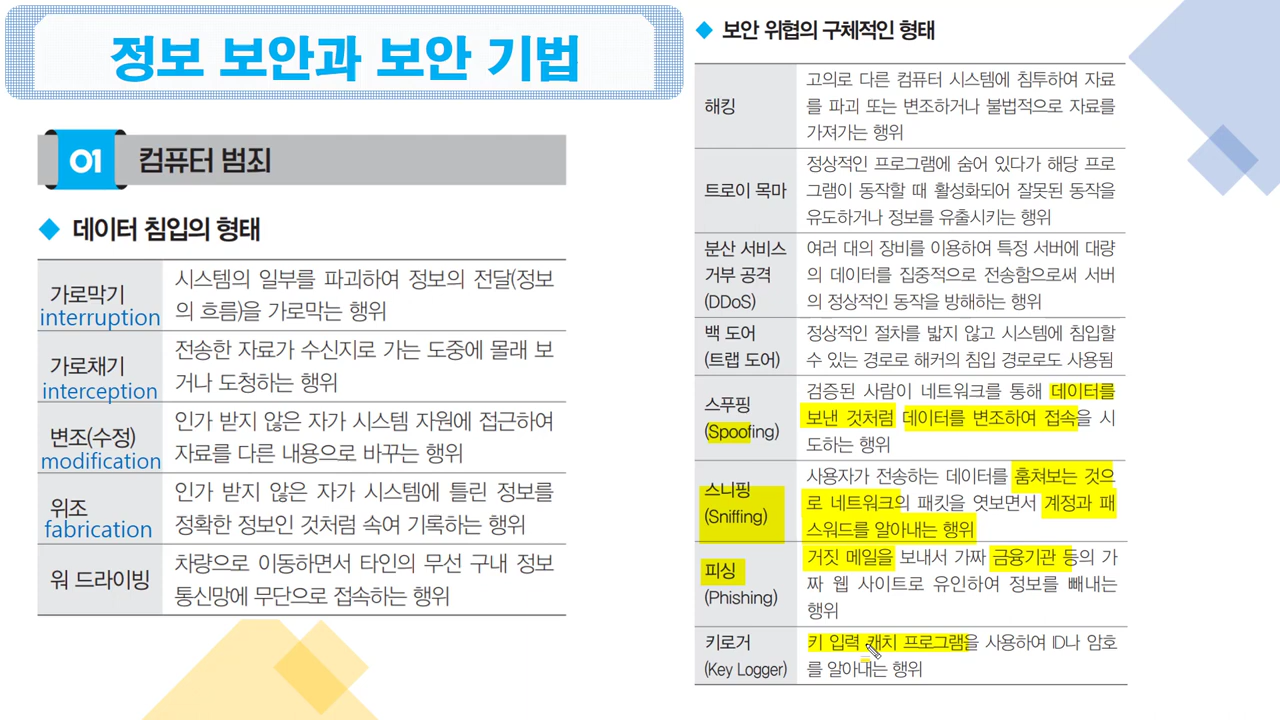 정보 보안과 보안 기법
01 컴퓨터 범죄
데이터 침입의 형태
가로막기
interruption
시스템의 일부를 파괴하여 정보의 전달(정보
의 흐름)을 가로막는 행위
가로채기
interception
전송한 자료가 수신지로 가는 도중에 몰래 보
거나 도청하는 행위
변조(수정)
modification
인가 받지 않은 자가 시스템 자원에 접근하여
자료를 다른 내용으로 바꾸는 행위
위조
fabrication
인가 받지 않은 자가 시스템에 틀린 정보를
정확한 정보인 것처럼 속여 기록하는 행위
워 드라이빙
차량으로 이동하면서 타인의 무선 구내 정보
통신망에 무단으로 접속하는 행위
보안 위협의 구체적인 형태
해킹
고의로 다른 컴퓨터 시스템에 침투하여 자료
를 파괴 또는 변조하거나 불법적으로 자료를
가져가는 행위
트로이 목마
정상적인 프로그램에 숨어 있다가 해당 프로
그램이 동작할 때 활성화되어 잘못된 동작을
유도하거나 정보를 유출시키는 행위
분산 서비스
거부 공격
(DDoS)
여러 대의 장비를 이용하여 특정 서버에 대량
의 데이터를 집중적으로 전송함으로써 서버
의 정상적인 동작을 방해하는 행위
백 도어
(트랩 도어)
정상적인 절차를 밟지 않고 시스템에 침입할
수 있는 경로로 해커의 침입 경로로도 사용됨
스푸핑
(Spoofing)
검증된 사람이 네트워크를 통해 데이터를
보낸 것처럼 데이터를 변조하여 접속을 시
도하는 행위
스니핑
(Sniffing)
사용자가 전송하는 데이터를 훔쳐보는 것으
로 네트워크의 패킷을 엿보면서 계정과 패
스워드를 알아내는 행위
피싱
(Phishing)
거짓 메일을 보내서 가짜 금융기관 등의 가
짜 웹 사이트로 유인하여 정보를 빼내는
행위
키로거
(Key Logger)
키 입력 캐치 프로그램을 사용하여 ID나 암호
를 알아내는 행위